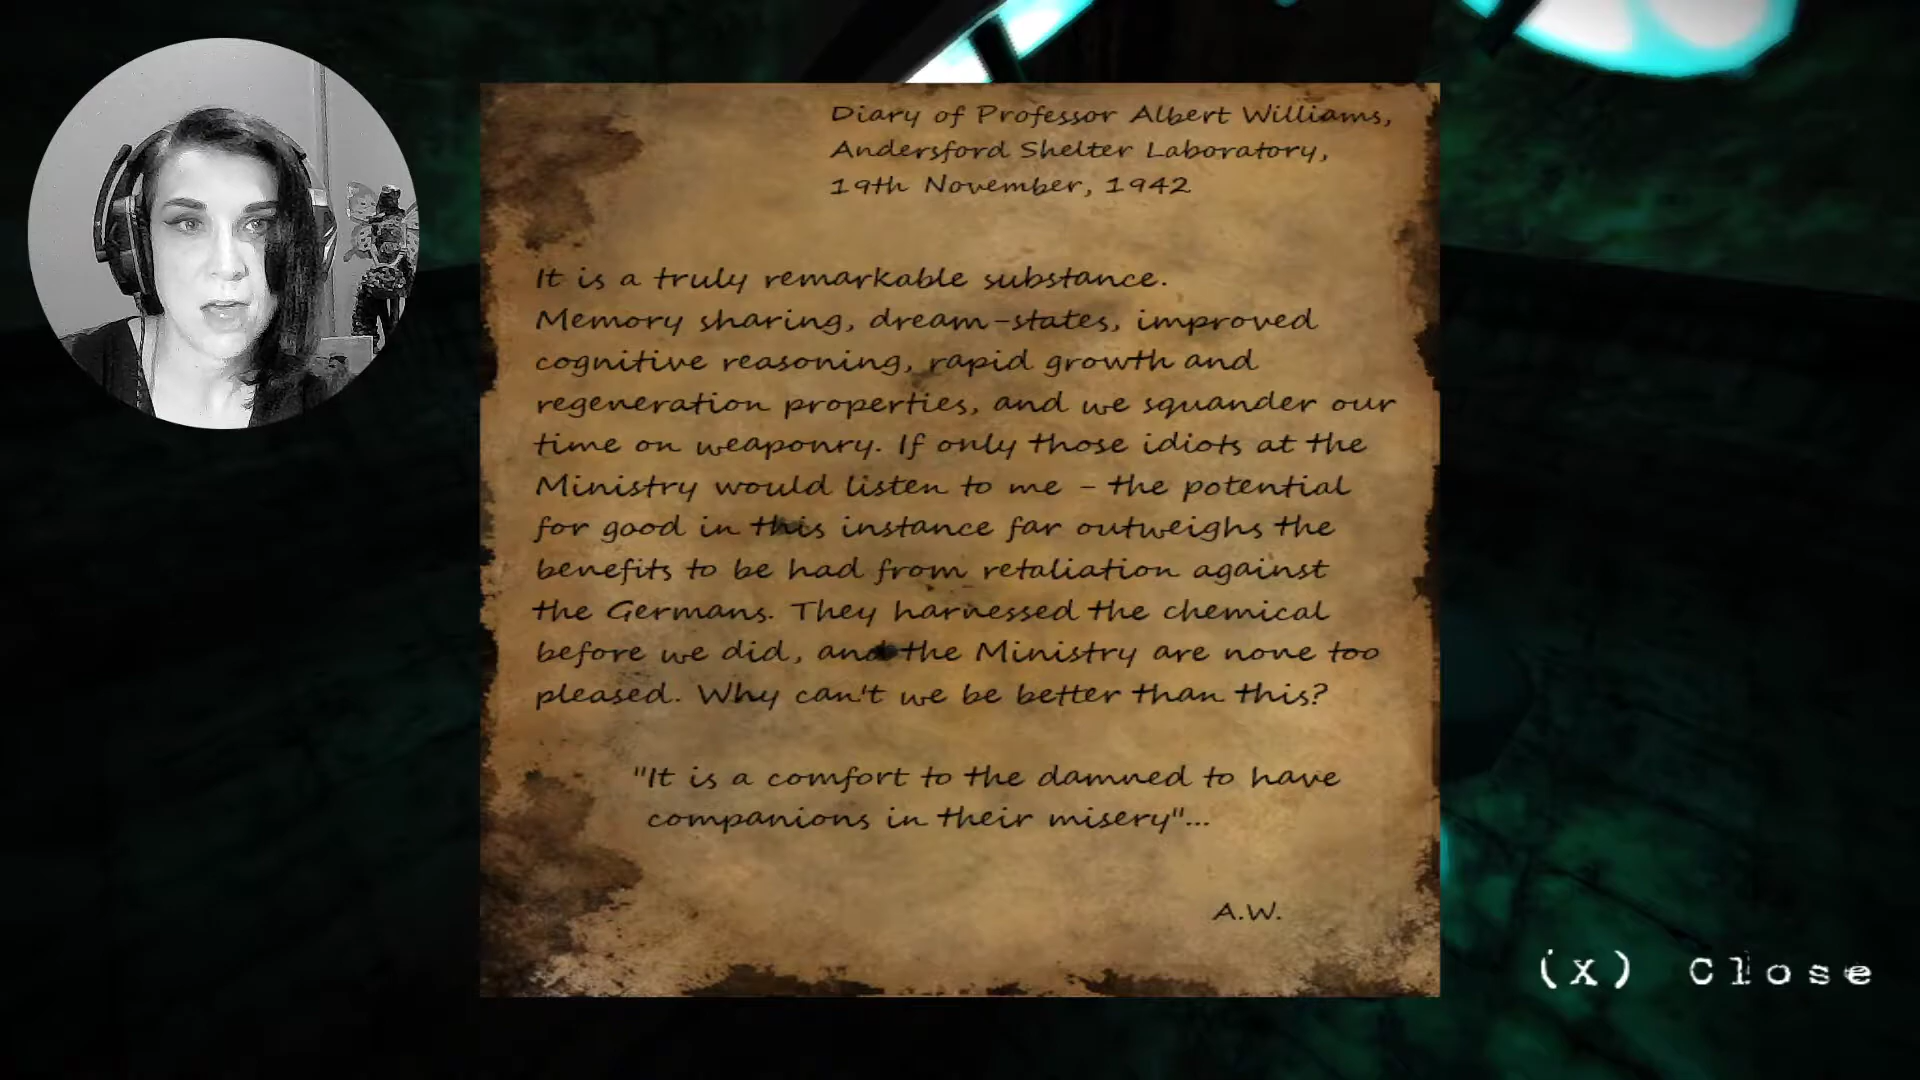 Diary of Professor Albert Williams,
Andersford Shelter Laboratory,
19th November, 1942
It is a truly remarkable substance.
Memory sharing, dream-states, improved
cognitive reasoning, rapid growth and
regeneration properties, and we squander our
time on weaponry. If only those idiots at the
Ministry would listen to me - the potential
for good in this instance far outweighs the
benefits to be had from retaliation against
the Germans. They harnessed the chemical
before we did, and the Ministry are none too
pleased. Why can't we be better than this?
"It is a comfort to the damned to have
companions in their misery"...
A.W.
(x) Close